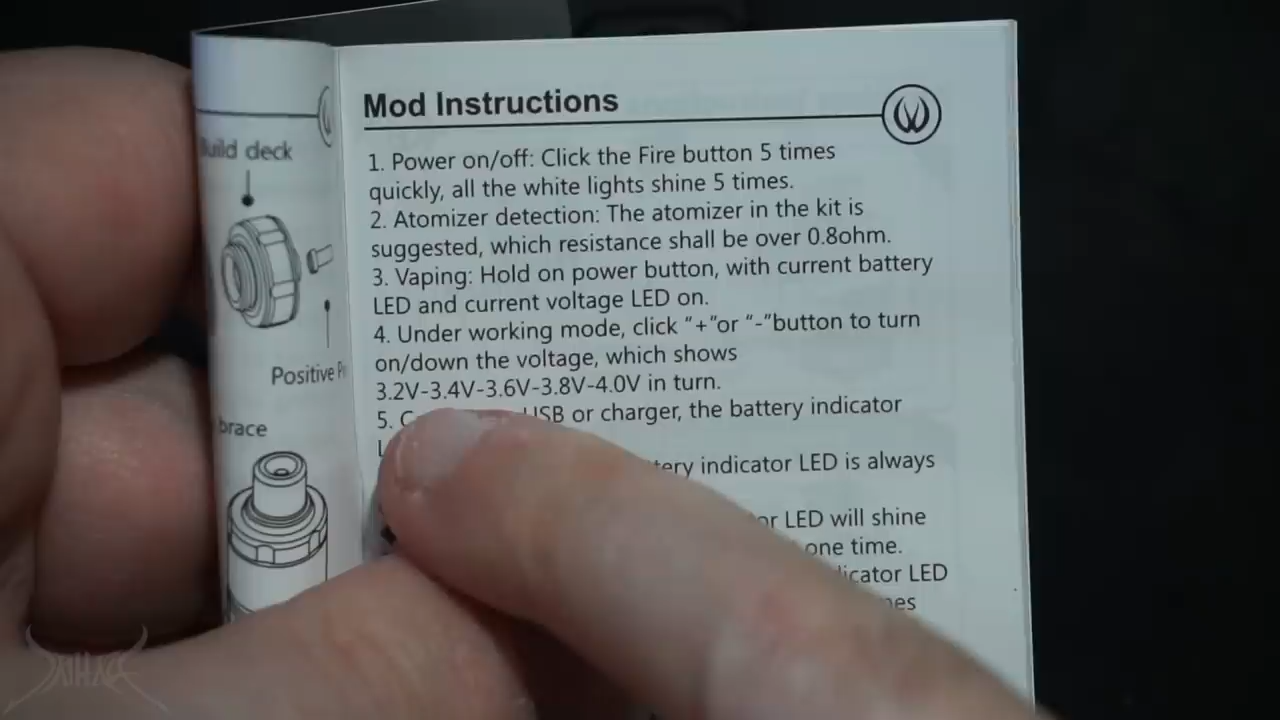 Mod Instructions
Build deck
1. Power on/off: Click the Fire button 5 times
quickly, all the white lights shine 5 times.
2. Atomizer detection: The atomizer in the kit is
suggested, which resistance shall be over 0.8ohm.
3. Vaping: Hold on power button, with current battery
LED and current voltage LED on.
4. Under working mode, click "+"or "-"button to turn
on/down the voltage, which shows
3.2V-3.4V-3.6V-3.8V-4.0V in turn.
Positive
5. USB or charger, the battery indicator
brace
indicator LED is always
LED will shine
one time.
LED